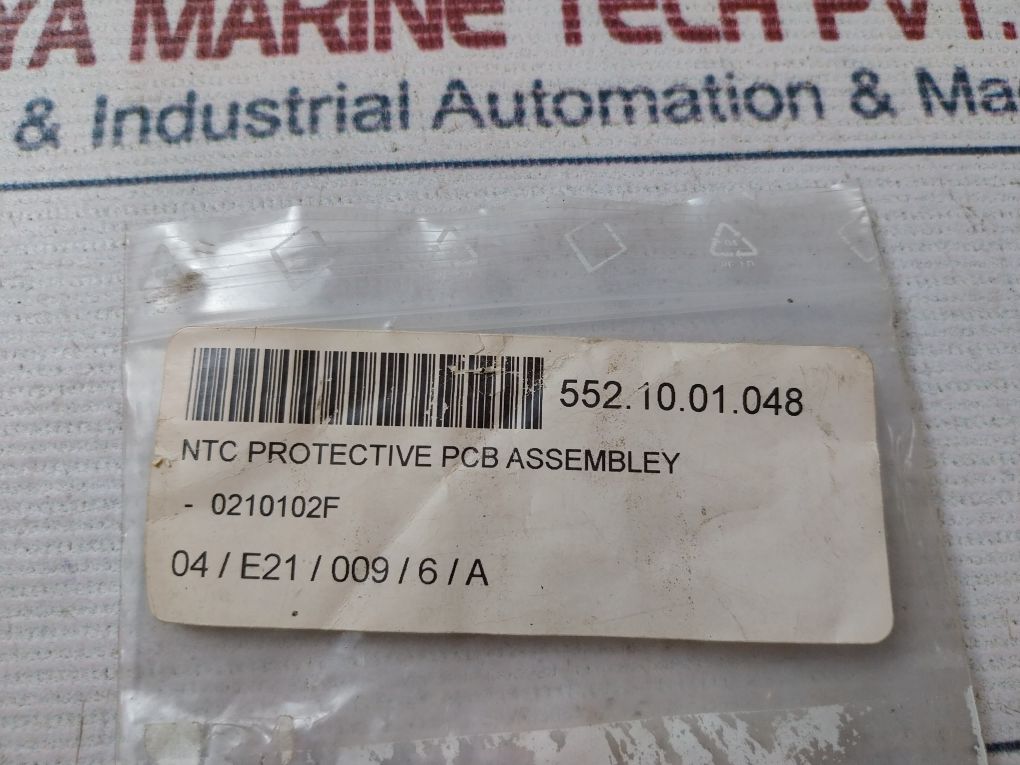 YA MARINE TECH PVT.
& Industrial Automation & Ma
552.10.01.048
NTC PROTECTIVE PCB ASSEMBLEY
- 0210102F
04 / E21 / 009 / 6 / A